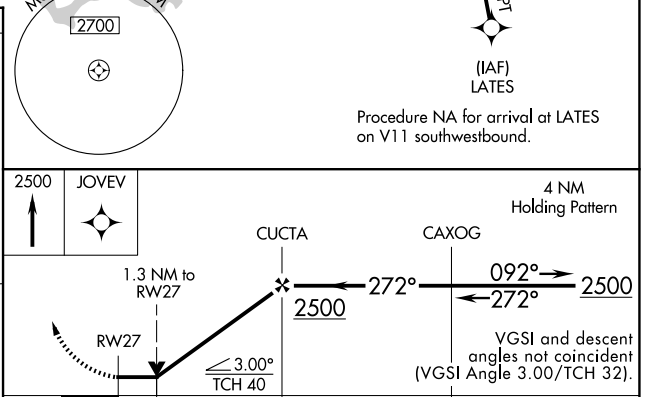 2700
(IAF)
LATES
Procedure NA for arrival at LATES
on V11 southwestbound.
2500
JOVEV
4 NM
Holding Pattern
CUCTA
CAXOG
1.3 NM to
RW27
272°
092°
272°
2500
2500
RW27
3.00°
TCH 40
VGSI and descent
angles not coincident
(VGSI Angle 3.00/TCH 32).